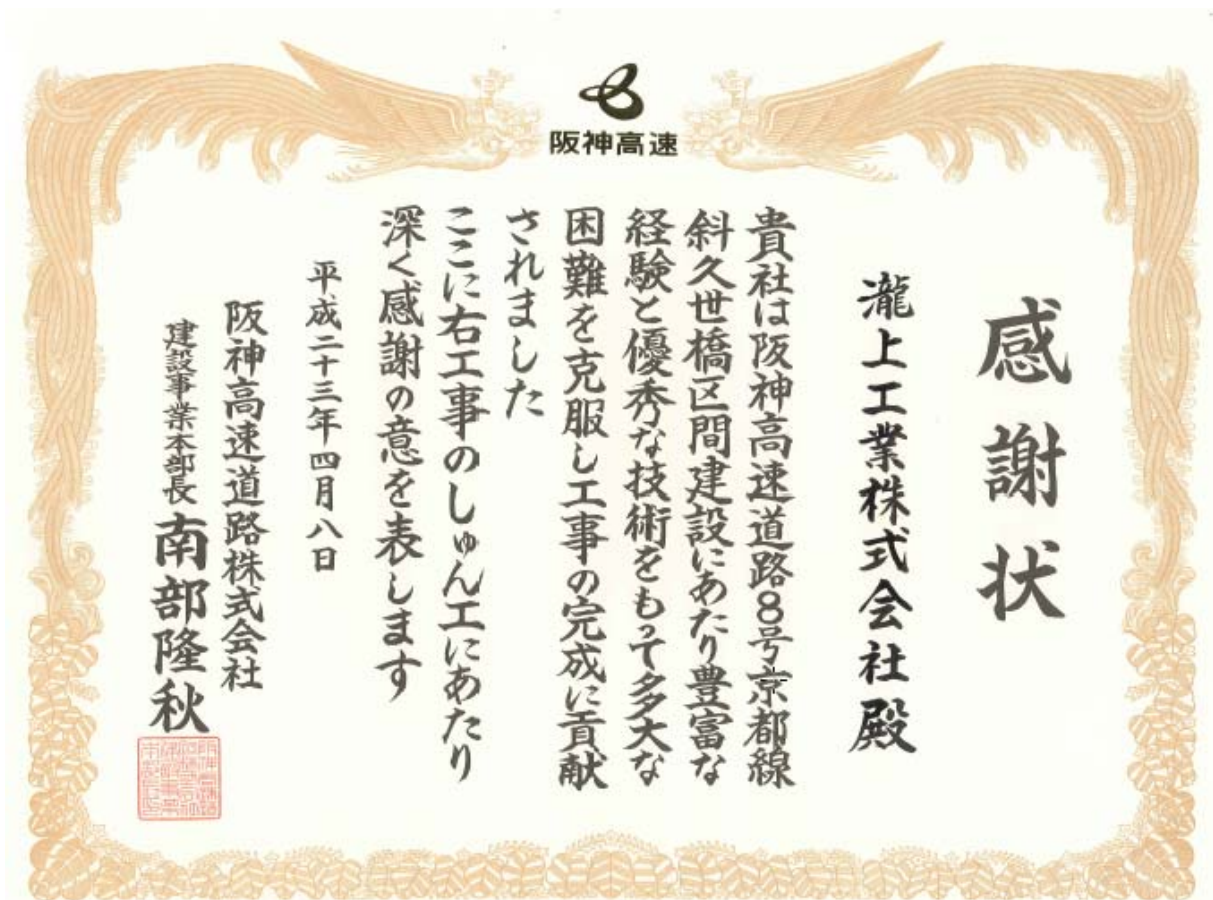 阪神高速
感謝状
瀧上工業株式会社殿
貴社は阪神高速道路8号京都線
斜久世橋区間建設にあたり豊富な
経験と優秀な技術をもって多大な
困難を克服し工事の完成に貢献
されました
ここに右工事のしゅん工にあたり
深く感謝の意を表します
平成二十三年四月八日
阪神高速道路株式会社
建設事業本部長 南部隆秋